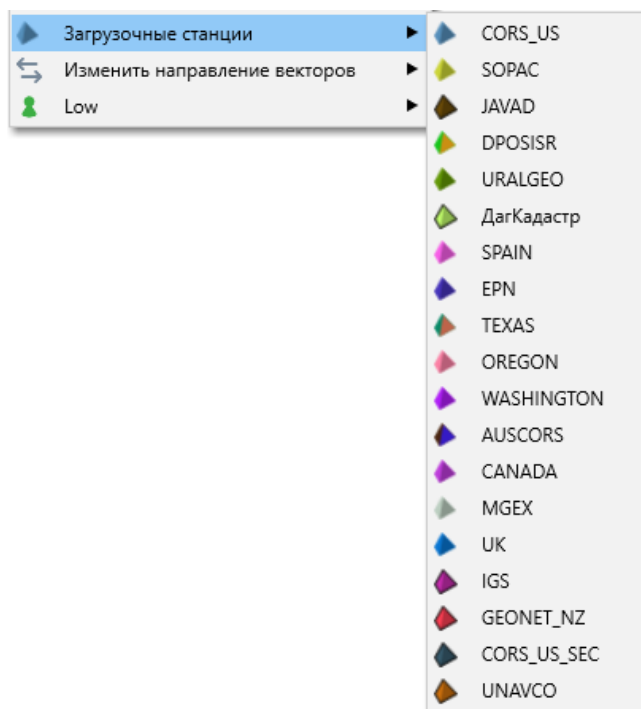 Загрузочные станции
Изменить направление векторов
Low
CORS_US
SOPAC
JAVAD
DPOSISR
URALGEO
ДагКадастр
SPAIN
EPN
TEXAS
OREGON
WASHINGTON
AUSCORS
CANADA
MGEX
UK
IGS
GEONET_NZ
CORS_US_SEC
UNAVCO